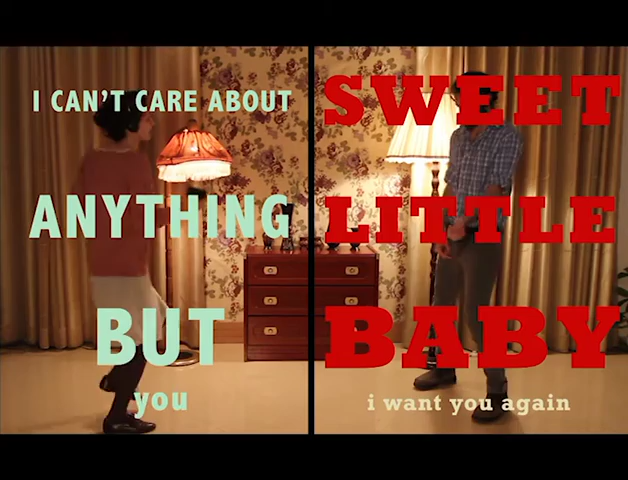 I CAN'T CARE ABOUT
ANYTHING
BUT
you
SWEET
LITTLE
BABY
i want you again